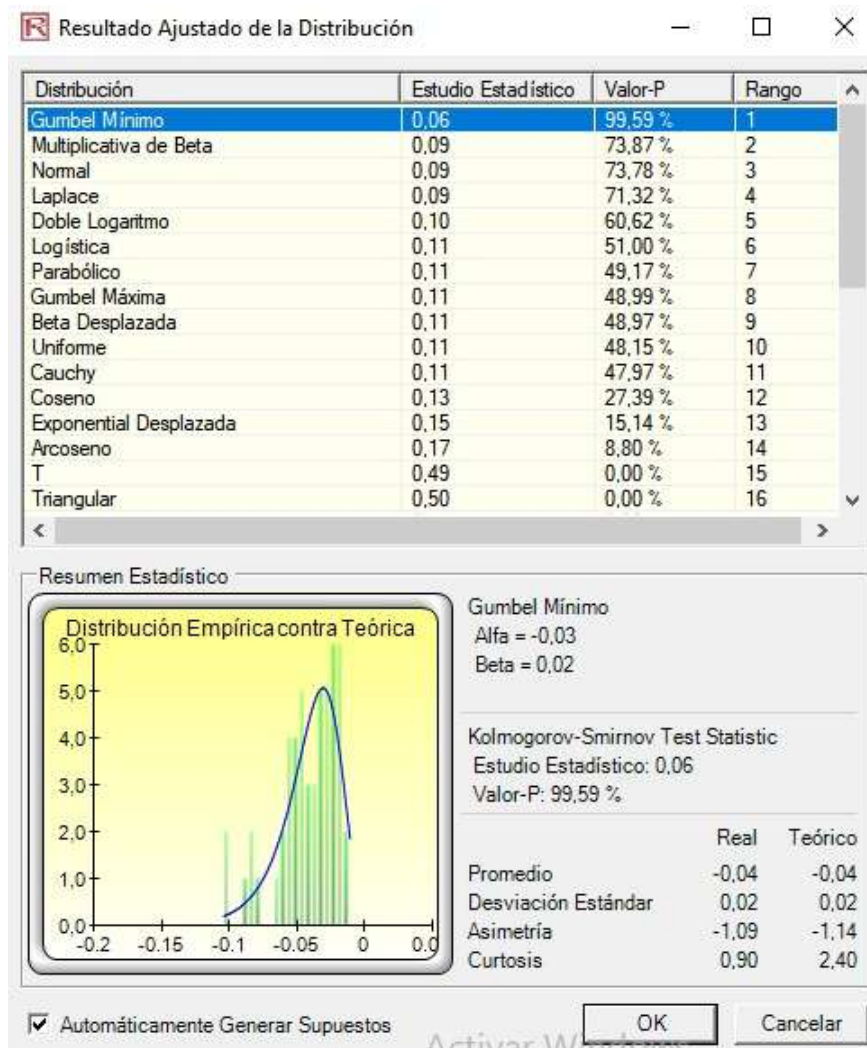 Resultado Ajustado de la Distribución
Distribución Estudio Estadístico Valor-P Rango
Gumbel Mínimo 0,06 99,59 % 1
Multiplicativa de Beta 0,09 73,87 % 2
Normal 0,09 73,78 % 3
Laplace 0,09 71,32 % 4
Doble Logaritmo 0,10 60,62 % 5
Logística 0,11 51,00 % 6
Parabólico 0,11 49,17 % 7
Gumbel Máxima 0,11 48,99 % 8
Beta Desplazada 0,11 48,97 % 9
Uniforme 0,11 48,15 % 10
Cauchy 0,11 47,97 % 11
Coseno 0,13 27,39 % 12
Exponential Desplazada 0,15 15,14 % 13
Arcoseno 0,17 8,80 % 14
T 0,49 0,00 % 15
Triangular 0,50 0,00 % 16
Resumen Estadístico
Distribución Empírica contra Teórica
6,0
5,0
4,0
3,0
2,0
1,0
0,0
-0.2 -0.15 -0.1 -0.05 0
Gumbel Mínimo
Alfa = -0,03
Beta = 0,02
Kolmogorov-Smirnov Test Statistic
Estudio Estadístico: 0,06
Valor-P: 99,59 %
Real Teórico
Promedio -0,04 -0,04
Desviación Estándar 0,02 0,02
Asimetría -1,09 -1,14
Curtosis 0,90 2,40
Automáticamente Generar Supuestos
OK
Cancelar